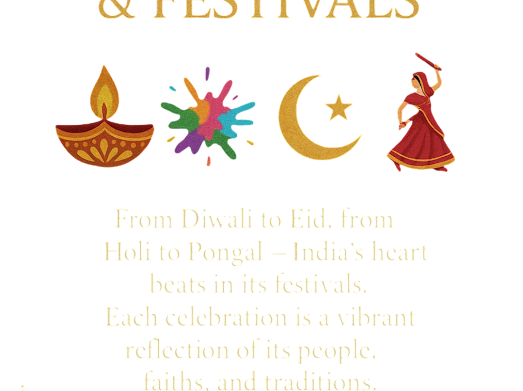 & FESTIVALS
From Diwali to Eid, from
Holi to Pongal – India's heart
beats in its festivals.
Each celebration is a vibrant
reflection of its people,
faiths, and traditions.